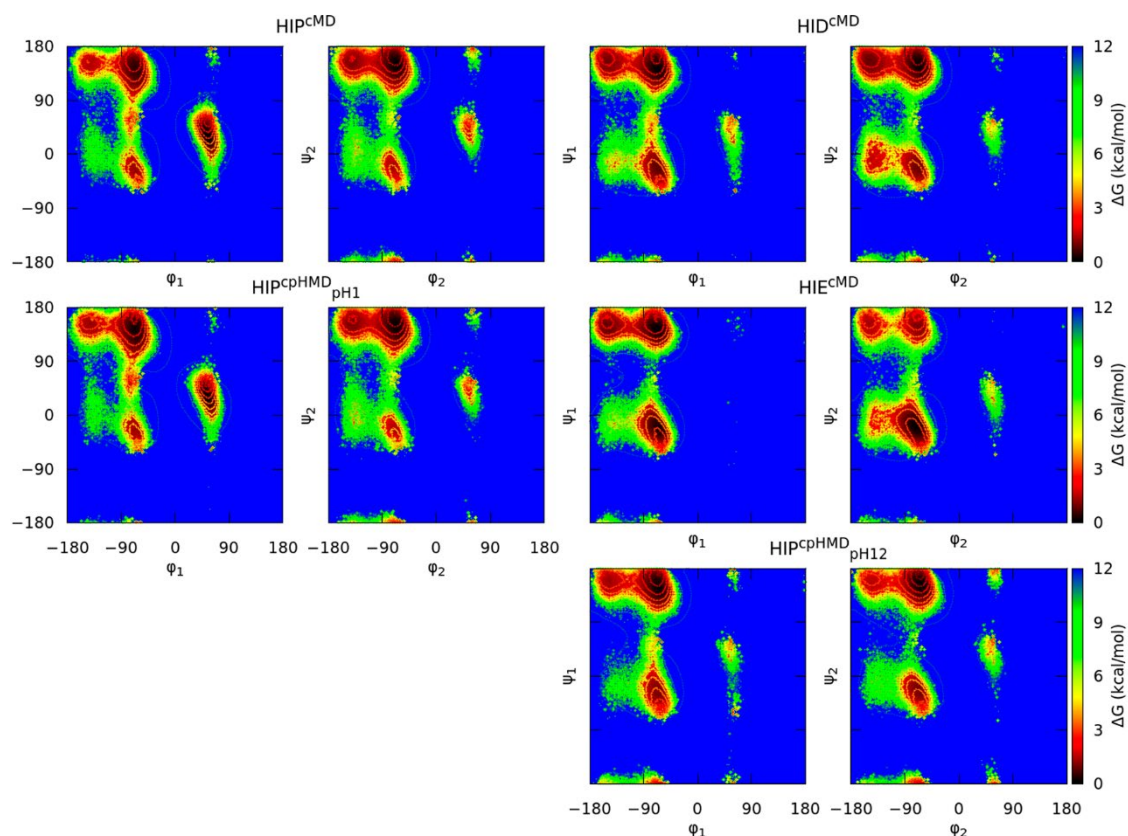 HIP^cMD HID^cMD
180 12
90 9
0 ψ₂ ψ₁ ψ₂ 6 ΔG (kcal/mol)
−90 3
−180 0
φ₁ φ₂ φ₁ φ₂
HIP^cpHMD_pH1 HIE^cMD
180 12
90 9
0 ψ₂ ψ₁ ψ₂ 6 ΔG (kcal/mol)
−90 3
−180 0
−180 −90 0 90 180 −180 −90 0 90 180 φ₁ φ₂
φ₁ φ₂ HIP^cpHMD_pH12
12
9
ψ₁ ψ₂ 6 ΔG (kcal/mol)
3
0
−180 −90 0 90 180 −180 −90 0 90 180
φ₁ φ₂